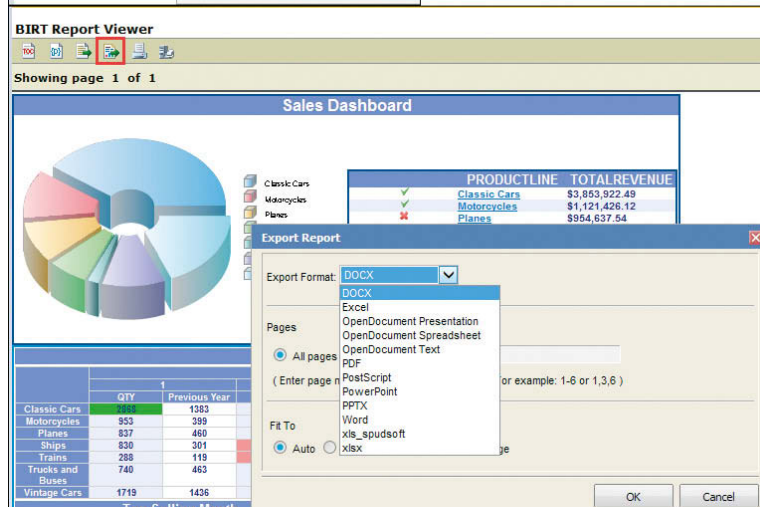 BIRT Report Viewer
TOC
Showing page 1 of 1
Sales Dashboard
Classic Cars
Motorcycles
Planes
PRODUCTLINE TOTALREVENUE
Classic Cars $3,853,922.49
Motorcycles $1,121,426.12
Planes $954,637.54
Export Report
Export Format: DOCX
DOCX
Excel
OpenDocument Presentation
OpenDocument Spreadsheet
OpenDocument Text
PDF
PostScript
PowerPoint
PPTX
Word
xls_spudsoft
xlsx
Pages
All pages
( Enter page or example: 1-6 or 1,3,6 )
Fit To
Auto
OK Cancel
1
QTY Previous Year
Classic Cars 2868 1383
Motorcycles 953 399
Planes 837 460
Ships 830 301
Trains 288 119
Trucks and
Buses 740 463
Vintage Cars 1719 1436